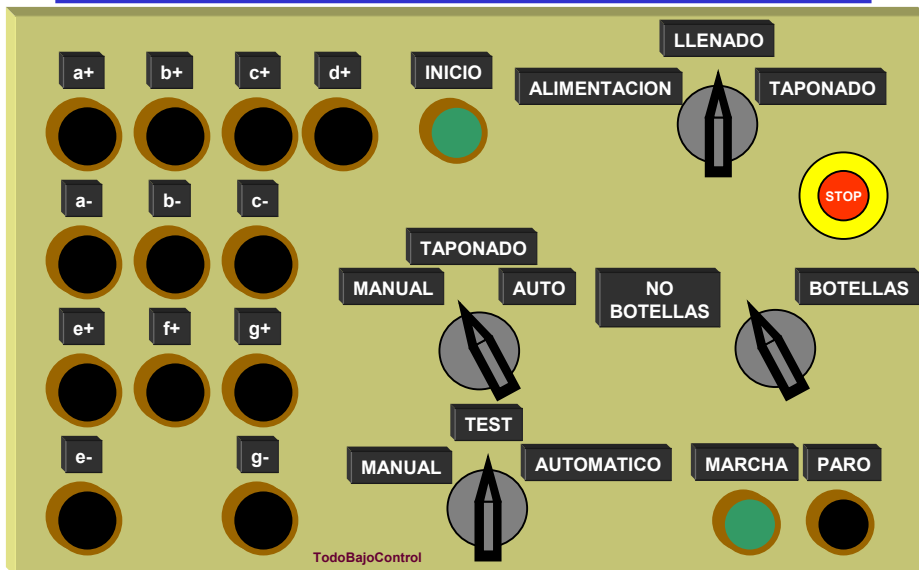 a+
b+
c+
d+
INICIO
LLENADO
ALIMENTACION
TAPONADO
a-
b-
c-
STOP
TAPONADO
MANUAL
AUTO
NO
BOTELLAS
BOTELLAS
e+
f+
g+
TEST
e-
g-
MANUAL
AUTOMATICO
MARCHA
PARO
TodoBajoControl